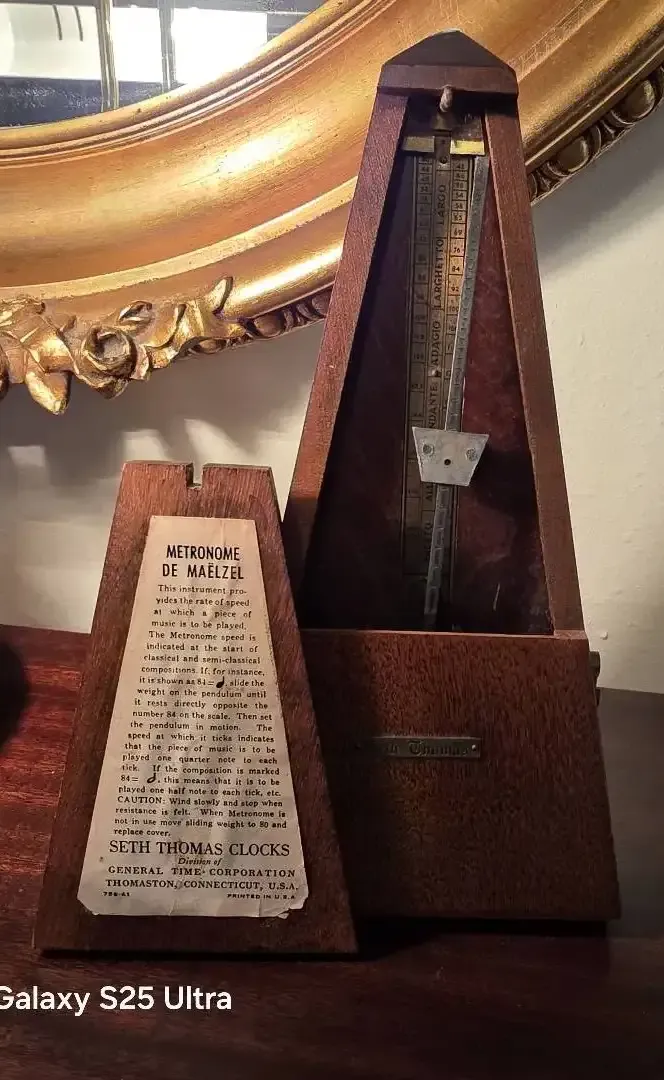 LARGO
LARGHETTO
ADAGIO
NDANTE
METRONOME
DE MAËLZEL
This instrument pro-
vides the rate of speed
at which a piece of
music is to be played.
The Metronome speed is
indicated at the start of
classical and semi-classical
compositions. If, for instance,
it is shown as 84=♩, slide the
weight on the pendulum until
it rests directly opposite the
number 84 on the scale. Then set
the pendulum in motion. The
speed at which it ticks indicates
that the piece of music is to be
played one quarter note to each
tick. If the composition is marked
84= 𝅗𝅥, this means that it is to be
played one half note to each tick, etc.
CAUTION: Wind slowly and stop when
resistance is felt. When Metronome is
not in use move sliding weight to 80 and
replace cover.
SETH THOMAS CLOCKS
Division of
GENERAL TIME CORPORATION
THOMASTON, CONNECTICUT, U.S.A.
PRINTED IN U.S.A
Thomas
Galaxy S25 Ultra